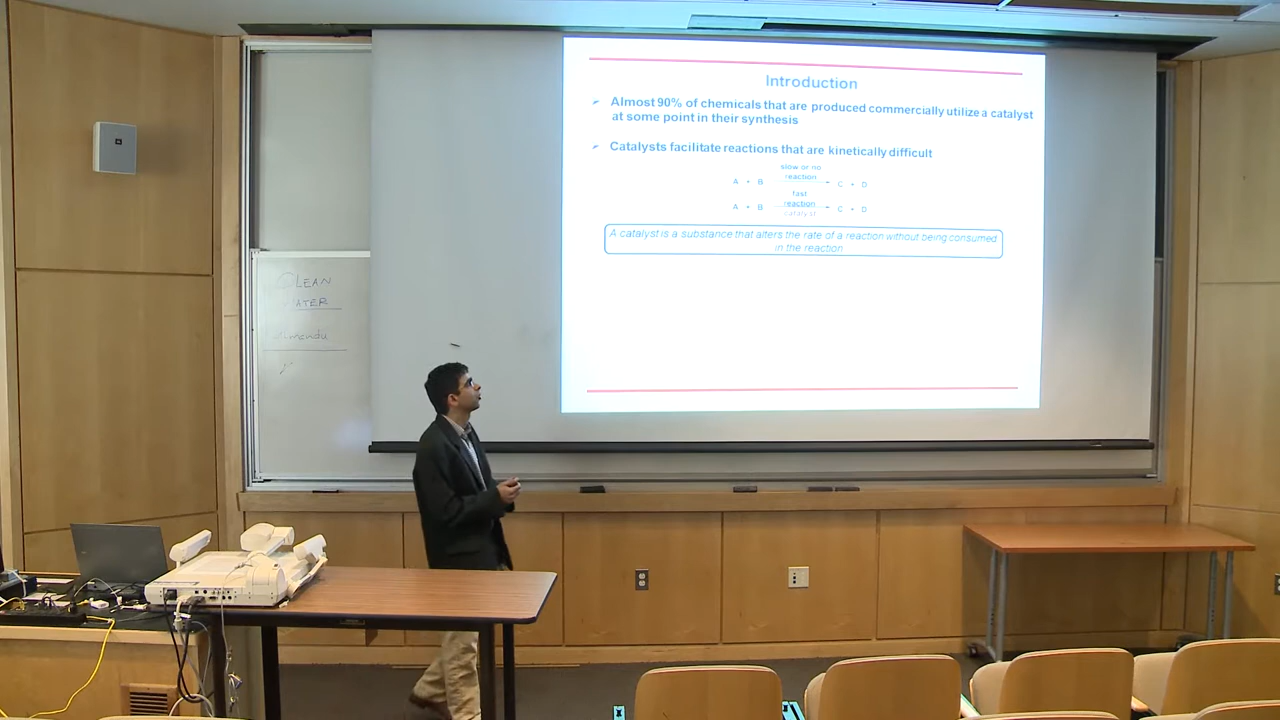 Introduction
Almost 90% of chemicals that are produced commercially utilize a catalyst
at some point in their synthesis
Catalysts facilitate reactions that are kinetically difficult
slow or no
reaction
A + B C + D
fast
reaction
A + B C + D
catalyst
A catalyst is a substance that alters the rate of a reaction without being consumed
in the reaction
CLEAN
WATER